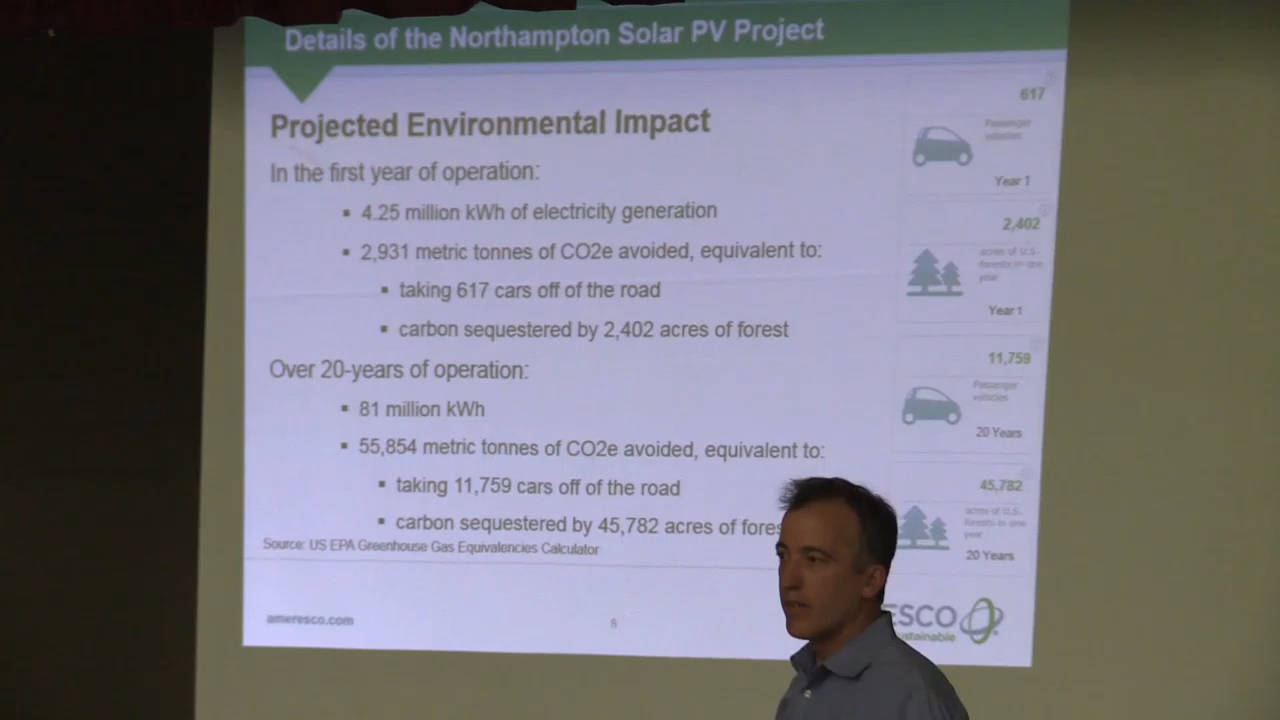 Details of the Northampton Solar PV Project
Projected Environmental Impact
In the first year of operation:
▪ 4.25 million kWh of electricity generation
▪ 2,931 metric tonnes of CO2e avoided, equivalent to:
▪ taking 617 cars off of the road
▪ carbon sequestered by 2,402 acres of forest
Over 20-years of operation:
▪ 81 million kWh
▪ 55,854 metric tonnes of CO2e avoided, equivalent to:
▪ taking 11,759 cars off of the road
▪ carbon sequestered by 45,782 acres of fores
Source: US EPA Greenhouse Gas Equivalencies Calculator
617
Passenger
vehicles
Year 1
2,402
acres of U.S.
forests in one
year
Year 1
11,759
Passenger
vehicles
20 Years
45,782
acres of U.S.
forests in one
year
20 Years
ameresco.com
8
ESCO
ustainable